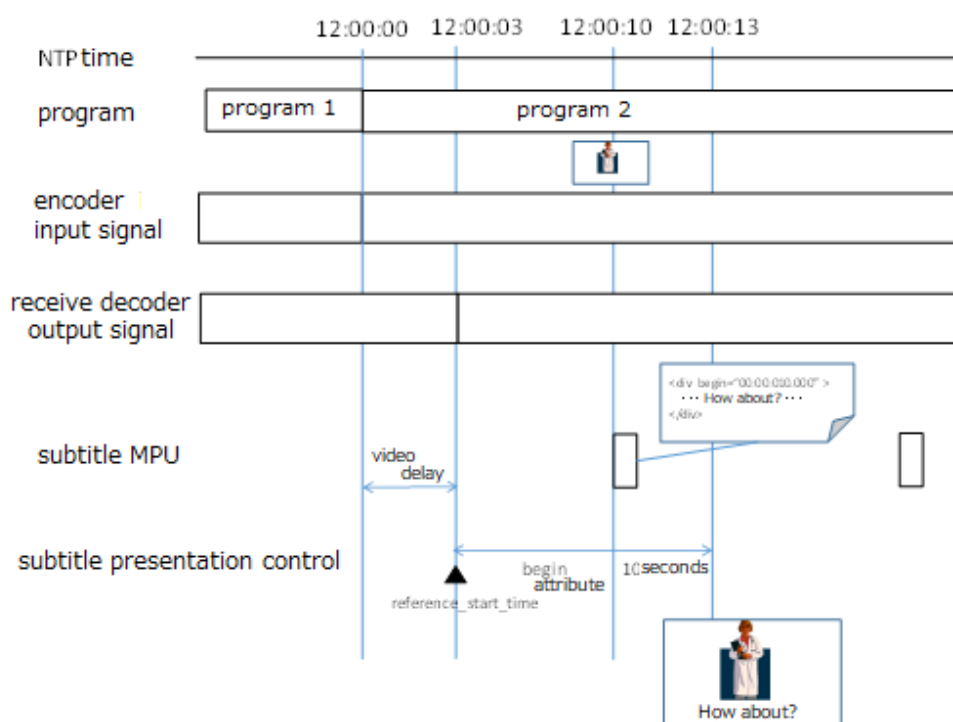 12:00:00 12:00:03 12:00:10 12:00:13
NTP time
program
program 1
program 2
encoder
input signal
receive decoder
output signal
<div begin="00:00:010.000" >
··· How about? ···
</div>
subtitle MPU
video
delay
subtitle presentation control
begin
attribute
10seconds
reference_start_time
How about?